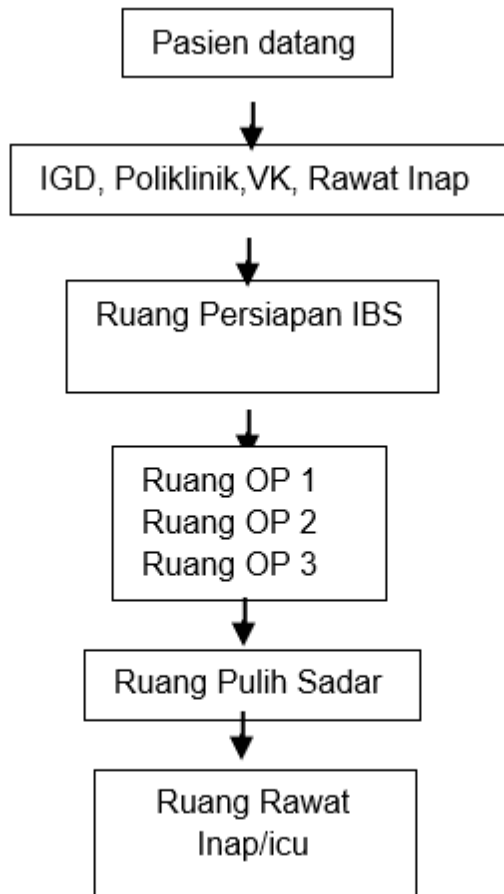 Pasien datang
IGD, Poliklinik,VK, Rawat Inap
Ruang Persiapan IBS
Ruang OP 1
Ruang OP 2
Ruang OP 3
Ruang Pulih Sadar
Ruang Rawat
Inap/icu